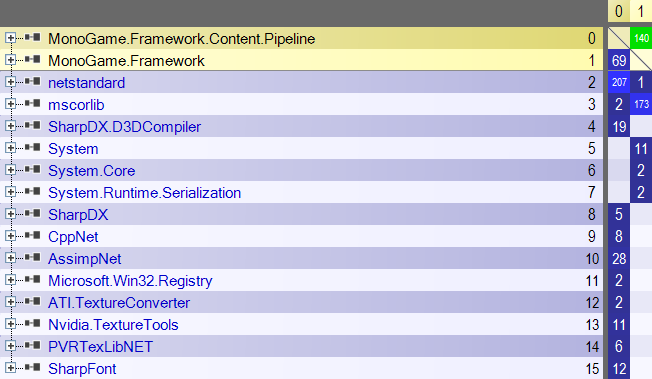 0 1
MonoGame.Framework.Content.Pipeline 0 140
MonoGame.Framework 1 69
netstandard 2 207 1
mscorlib 3 2 173
SharpDX.D3DCompiler 4 19
System 5 11
System.Core 6 2
System.Runtime.Serialization 7 2
SharpDX 8 5
CppNet 9 8
AssimpNet 10 28
Microsoft.Win32.Registry 11 2
ATI.TextureConverter 12 2
Nvidia.TextureTools 13 11
PVRTexLibNET 14 6
SharpFont 15 12